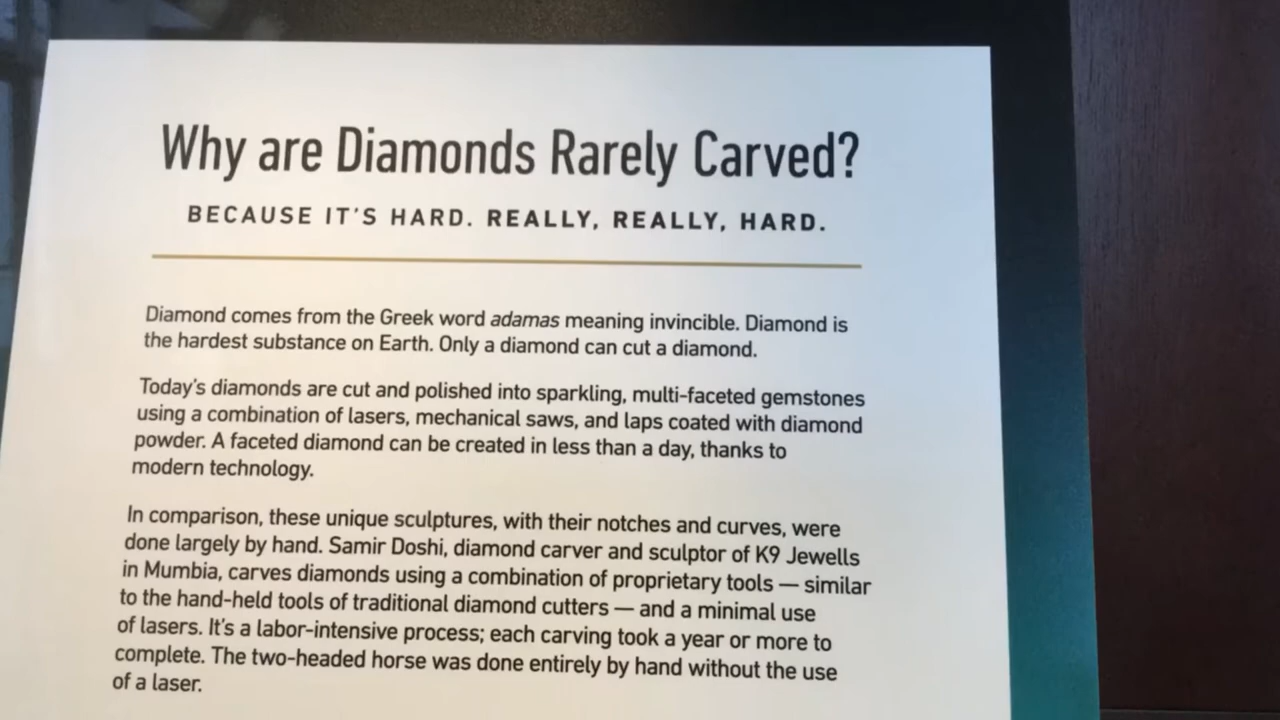 Why are Diamonds Rarely Carved?
BECAUSE IT'S HARD. REALLY, REALLY, HARD.
Diamond comes from the Greek word adamas meaning invincible. Diamond is
the hardest substance on Earth. Only a diamond can cut a diamond.
Today's diamonds are cut and polished into sparkling, multi-faceted gemstones
using a combination of lasers, mechanical saws, and laps coated with diamond
powder. A faceted diamond can be created in less than a day, thanks to
modern technology.
In comparison, these unique sculptures, with their notches and curves, were
done largely by hand. Samir Doshi, diamond carver and sculptor of K9 Jewells
in Mumbia, carves diamonds using a combination of proprietary tools — similar
to the hand-held tools of traditional diamond cutters — and a minimal use
of lasers. It's a labor-intensive process; each carving took a year or more to
complete. The two-headed horse was done entirely by hand without the use
of a laser.